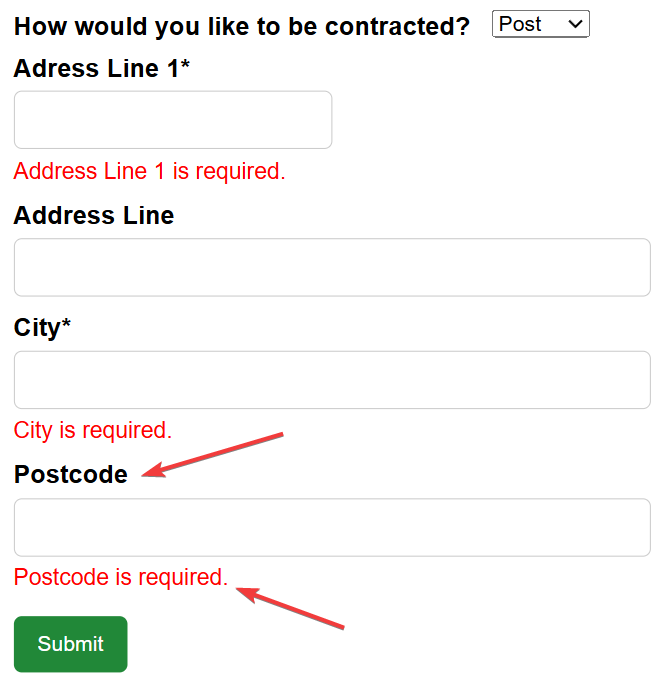 How would you like to be contracted? Post
Adress Line 1*
Address Line 1 is required.
Address Line
City*
City is required.
Postcode
Postcode is required.
Submit